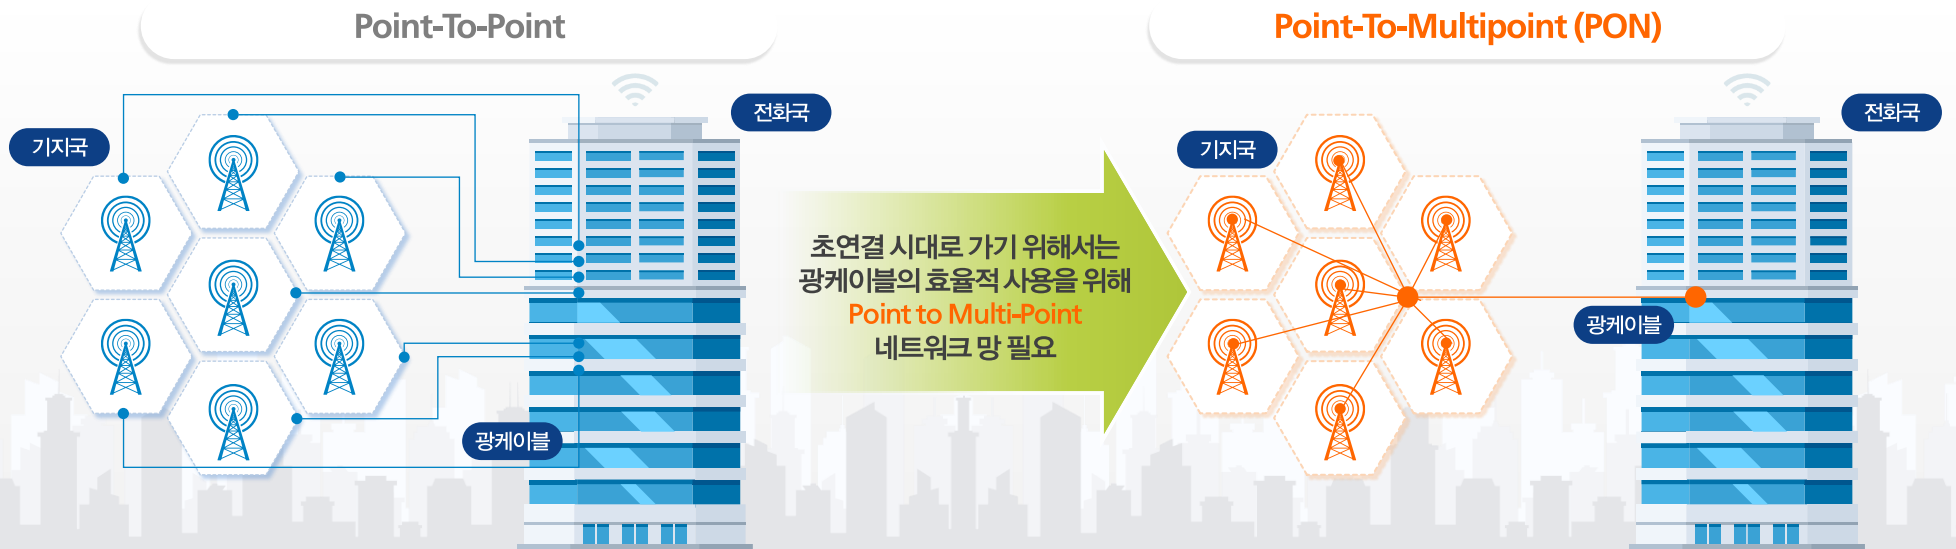 Point-To-Point
Point-To-Multipoint (PON)
전화국
기지국
광케이블
초연결 시대로 가기 위해서는
광케이블의 효율적 사용을 위해
Point to Multi-Point
네트워크 망 필요
전화국
기지국
광케이블